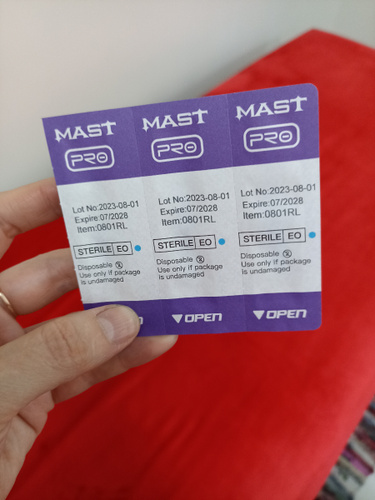 MAST
PRO
Lot No:2023-08-01
Expire:07/2028
Item:0801RL
STERILE EO
Disposable
Use only if package
is undamaged
MAST
PRO
Lot No:2023-08-01
Expire:07/2028
Item:0801RL
STERILE EO
Disposable
Use only if package
is undamaged
OPEN
MAST
PRO
Lot No:2023-08-01
Expire:07/2028
Item:0801RL
STERILE EO
Disposable
Use only if package
is undamaged
OPEN